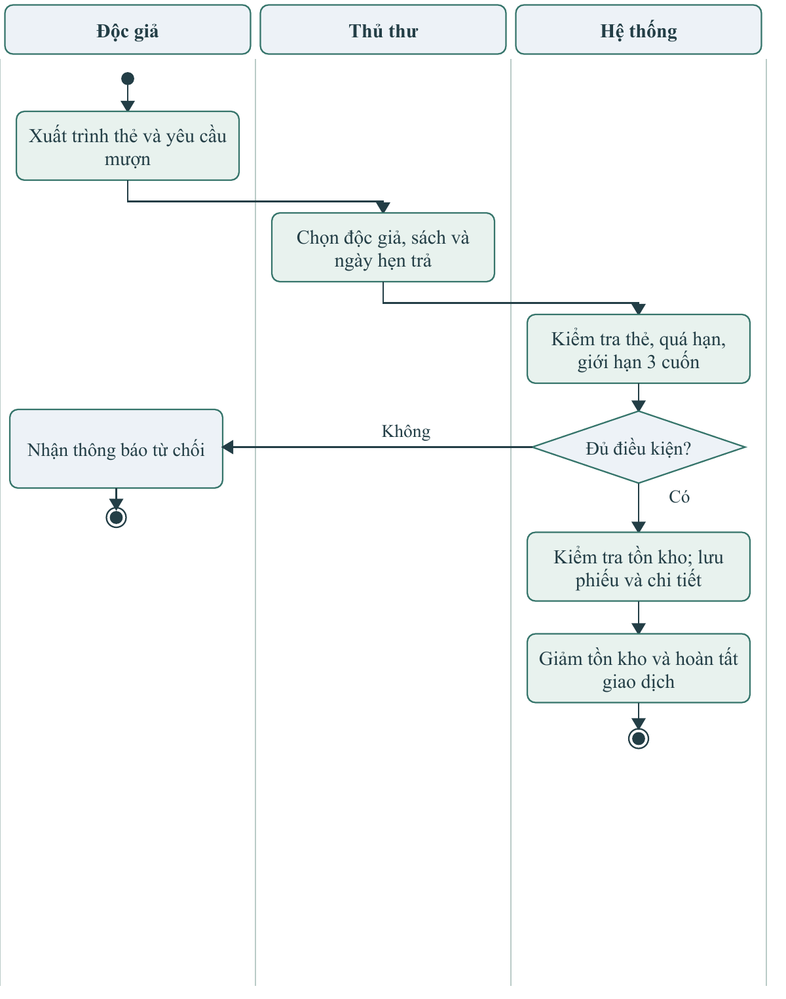 Độc giả
Thủ thư
Hệ thống
Xuất trình thẻ và yêu cầu
mượn
Chọn độc giả, sách và
ngày hẹn trả
Kiểm tra thẻ, quá hạn,
giới hạn 3 cuốn
Không
Nhận thông báo từ chối
Đủ điều kiện?
Có
Kiểm tra tồn kho; lưu
phiếu và chi tiết
Giảm tồn kho và hoàn tất
giao dịch